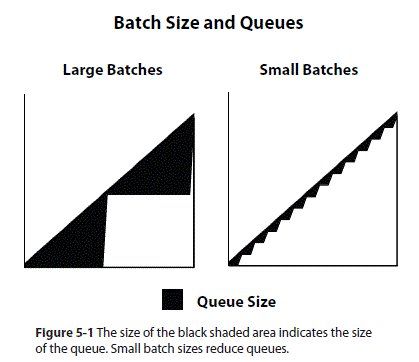 Batch Size and Queues
Large Batches
Small Batches
Queue Size
Figure 5-1 The size of the black shaded area indicates the size
of the queue. Small batch sizes reduce queues.